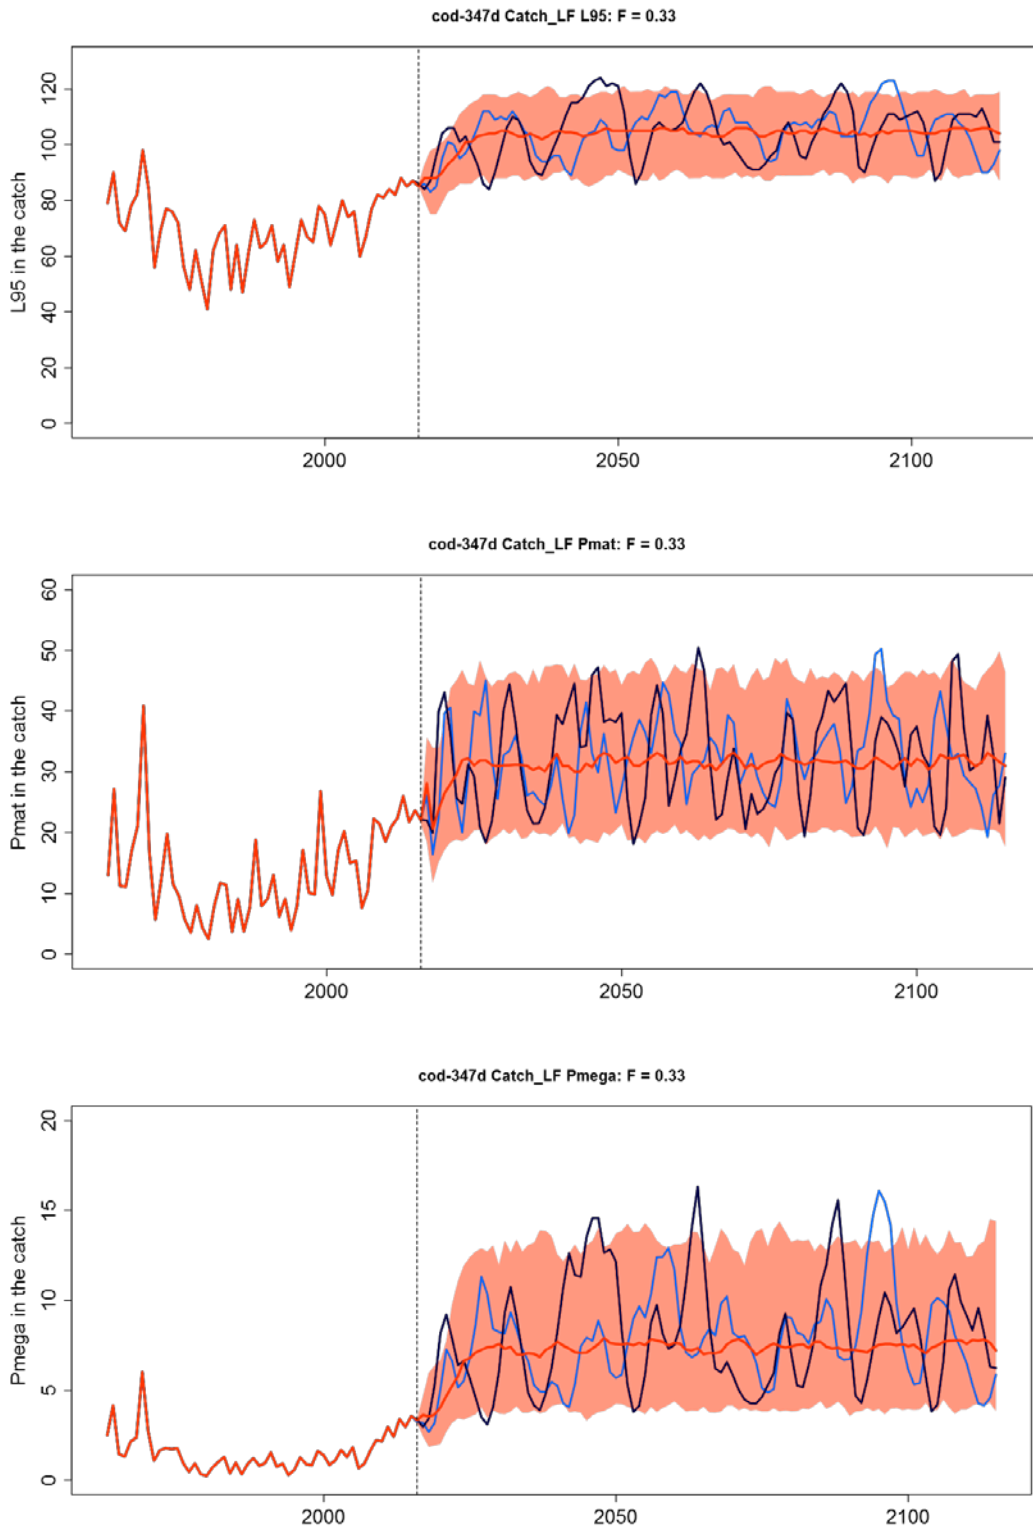 cod-347d Catch_LF L95: F = 0.33
L95 in the catch
120
100
80
60
40
20
0
2000 2050 2100
cod-347d Catch_LF Pmat: F = 0.33
Pmat in the catch
60
50
40
30
20
10
0
2000 2050 2100
cod-347d Catch_LF Pmega: F = 0.33
Pmega in the catch
20
15
10
5
0
2000 2050 2100